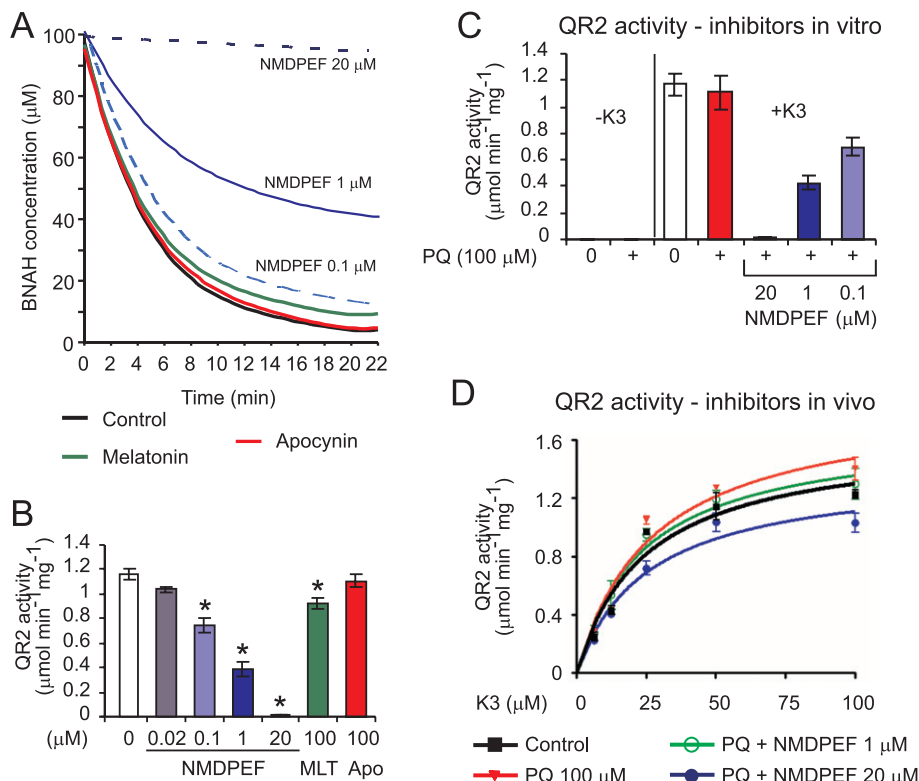 A
BNAH concentration (µM)
100
80
60
40
20
0
NMDPEF 20 µM
NMDPEF 1 µM
NMDPEF 0.1 µM
0 2 4 6 8 10 12 14 16 18 20 22
Time (min)
Control
Melatonin
Apocynin
B
QR2 activity
(µmol min-1mg-1)
1.4
1.2
1
0.8
0.6
0.4
0.2
0
* * * *
(µM) 0 0.02 0.1 1 20 100 100
NMDPEF MLT Apo
C QR2 activity - inhibitors in vitro
QR2 activity
(µmol min-1mg-1)
1.4
1.2
1
0.8
0.6
0.4
0.2
0
-K3 +K3
PQ (100 µM) 0 + 0 + + + +
20 1 0.1
NMDPEF (µM)
D QR2 activity - inhibitors in vivo
QR2 activity
(µmol min-1mg-1)
1.6
1.2
0.8
0.4
0
K3 (µM) 0 25 50 75 100
Control
PQ 100 µM
PQ + NMDPEF 1 µM
PQ + NMDPEF 20 µM